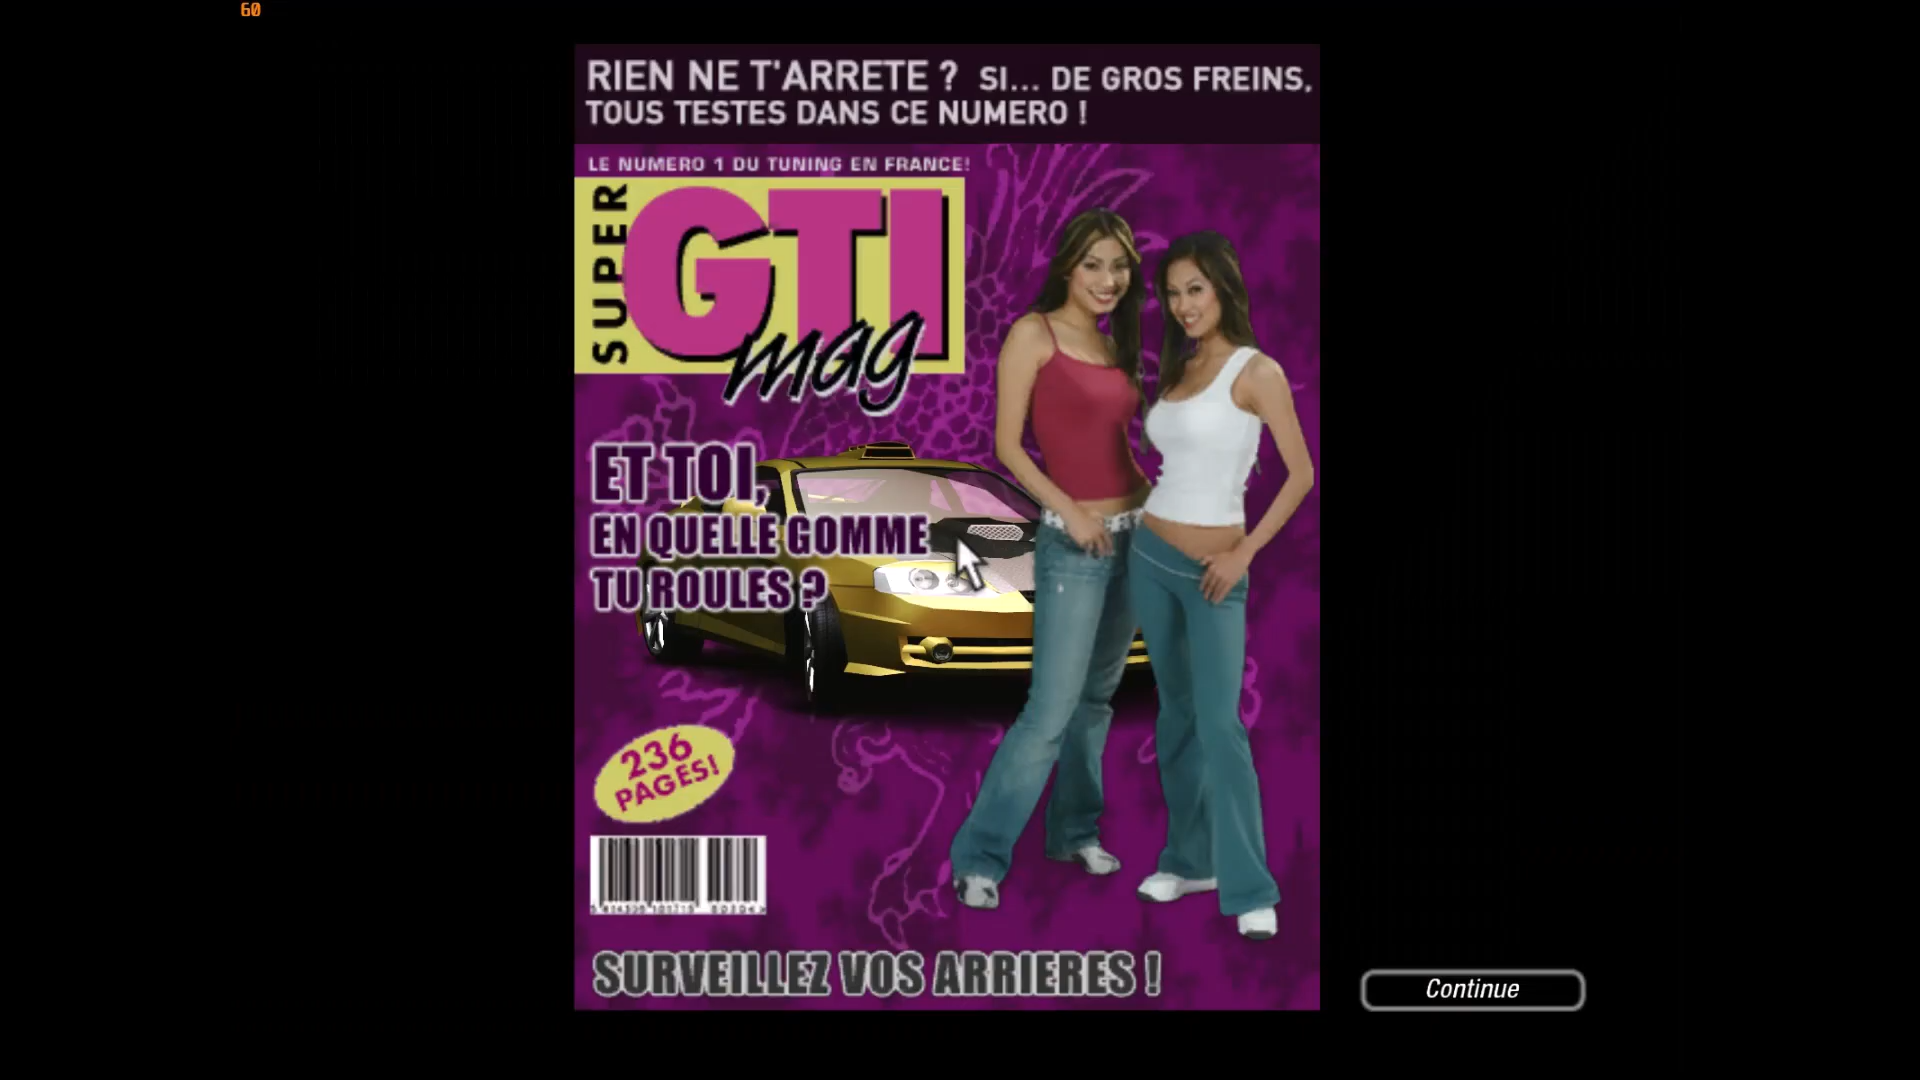 60
RIEN NE T'ARRETE ? SI... DE GROS FREINS,
TOUS TESTES DANS CE NUMERO !
LE NUMERO 1 DU TUNING EN FRANCE!
SUPER
GTI
mag
ET TOI,
EN QUELLE GOMME
TU ROULES ?
236
PAGES!
SURVEILLEZ VOS ARRIERES !
Continue